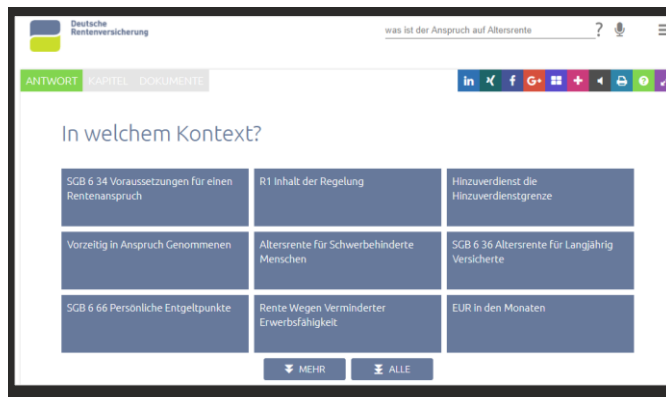 Deutsche
Rentenversicherung
was ist der Anspruch auf Altersrente
?
ANTWORT KAPITEL DOKUMENTE
in f G+ + ?
In welchem Kontext?
SGB 6 34 Voraussetzungen für einen
Rentenanspruch
R1 Inhalt der Regelung
Hinzuverdienst die
Hinzuverdienstgrenze
Vorzeitig in Anspruch Genommenen
Altersrente für Schwerbehinderte
Menschen
SGB 6 36 Altersrente für Langjährig
Versicherte
SGB 6 66 Persönliche Entgeltpunkte
Rente Wegen Verminderter
Erwerbsfähigkeit
EUR in den Monaten
MEHR
ALLE